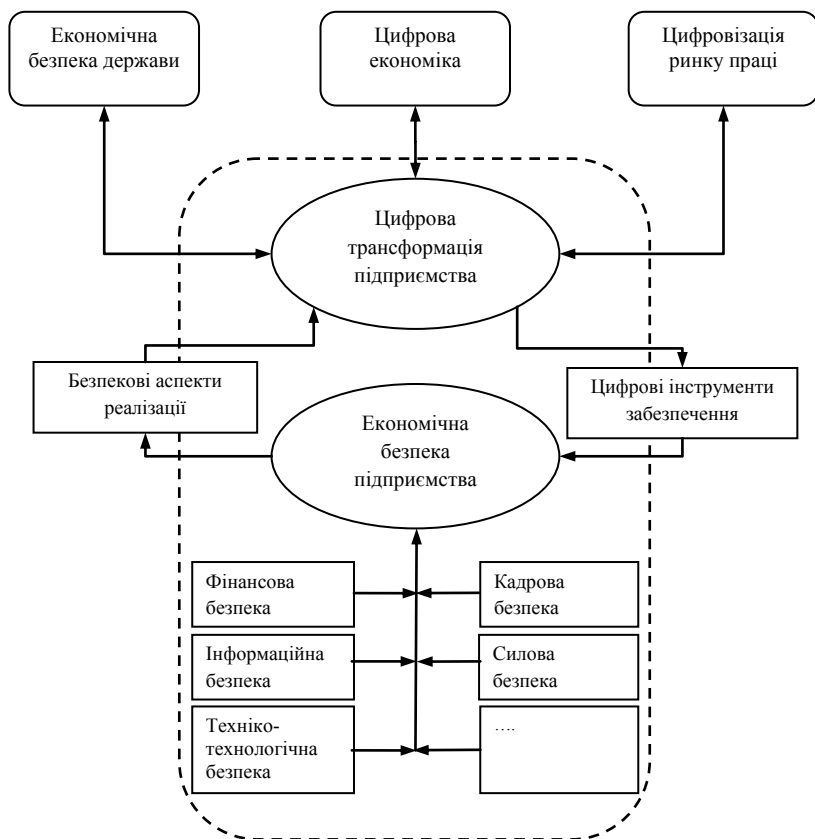 Економічна
безпека держави
Цифрова
економіка
Цифровізація
ринку праці
Цифрова
трансформація
підприємства
Безпекові аспекти
реалізації
Цифрові інструменти
забезпечення
Економічна
безпека
підприємства
Фінансова
безпека
Кадрова
безпека
Інформаційна
безпека
Силова
безпека
Техніко-
технологічна
безпека
….